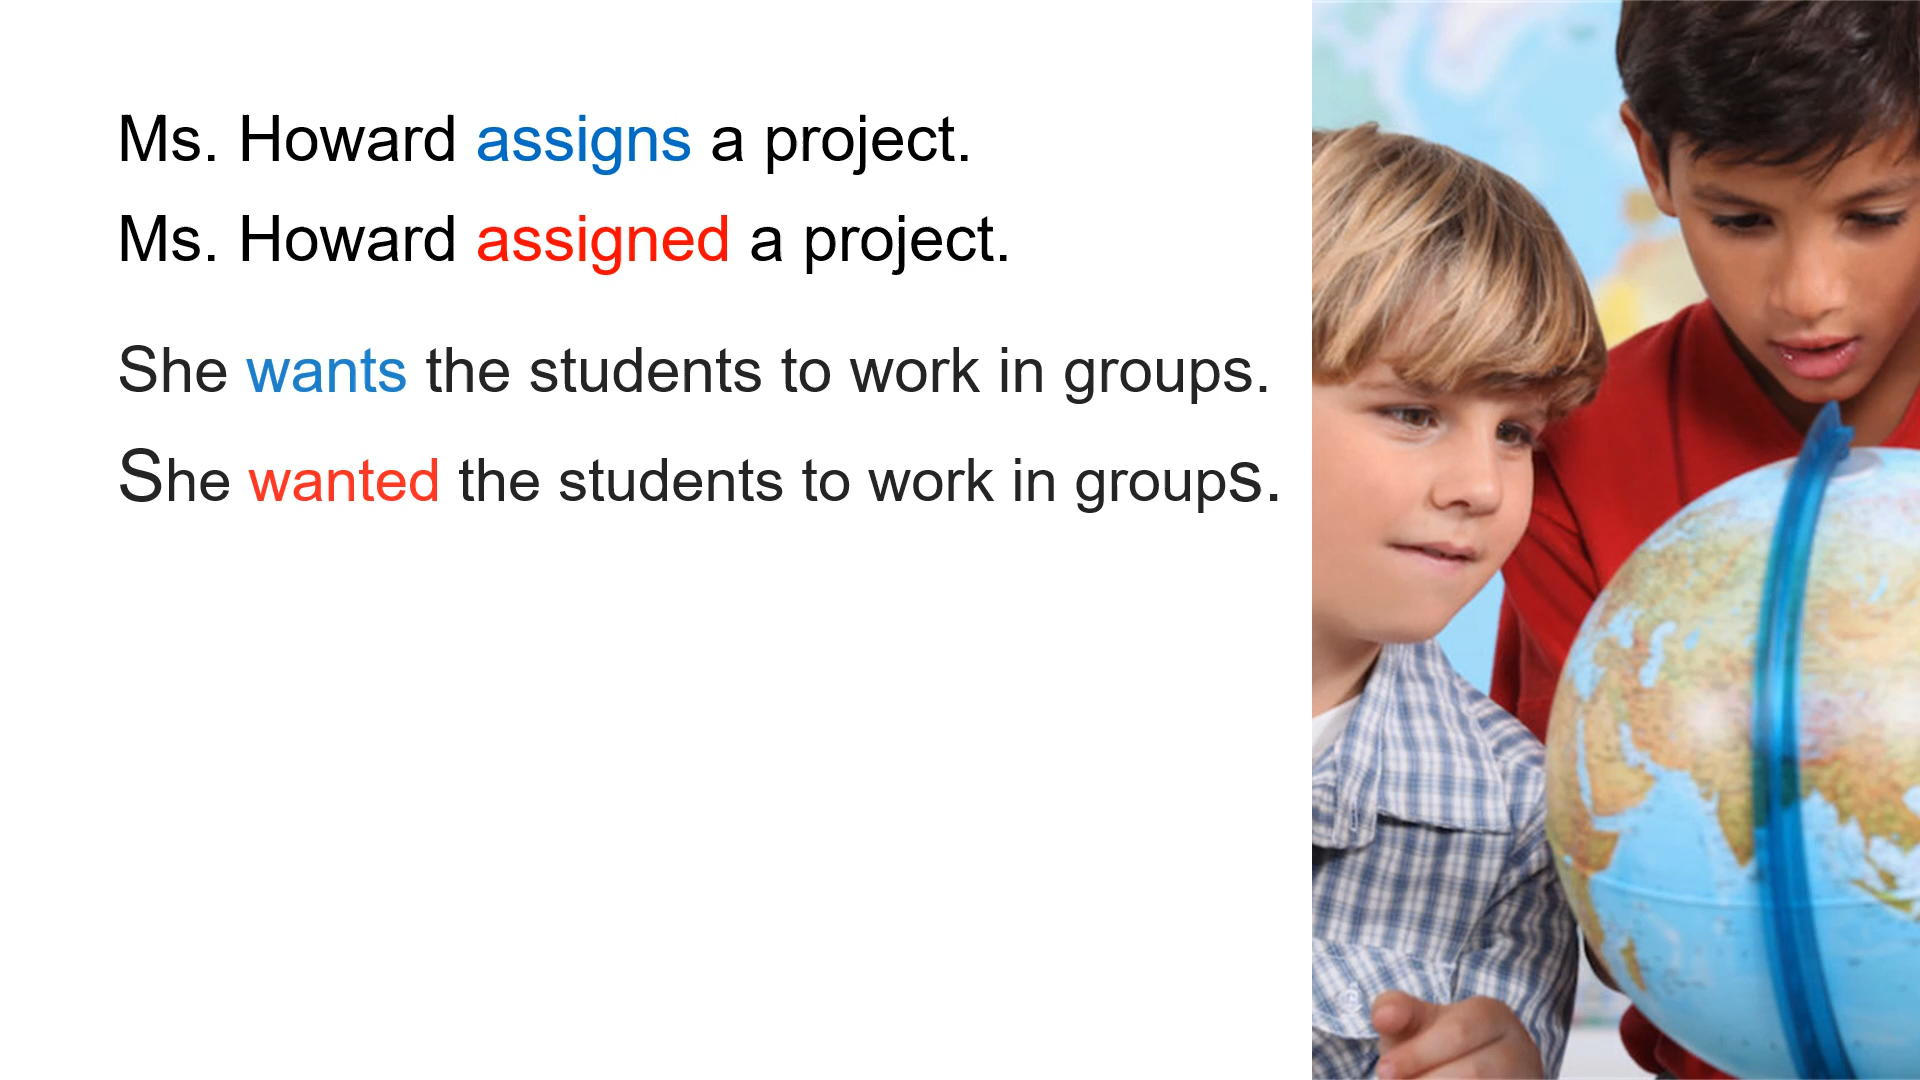 Ms. Howard assigns a project.
Ms. Howard assigned a project.
She wants the students to work in groups.
She wanted the students to work in groups.